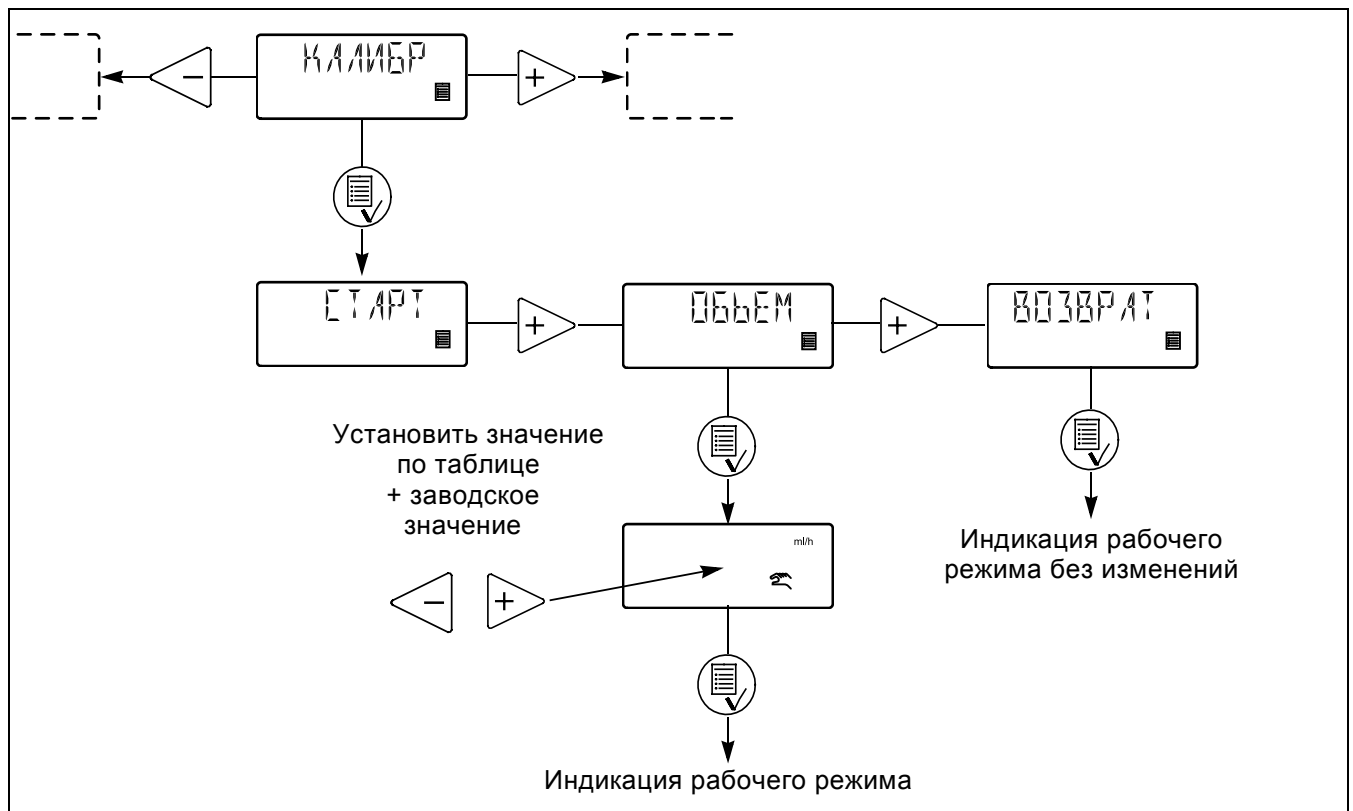 КАЛИБР
СТАРТ
ОБЬЕМ
ВОЗВРАТ
Установить значение
по таблице
+ заводское
значение
ml/h
Индикация рабочего
режима без изменений
Индикация рабочего режима